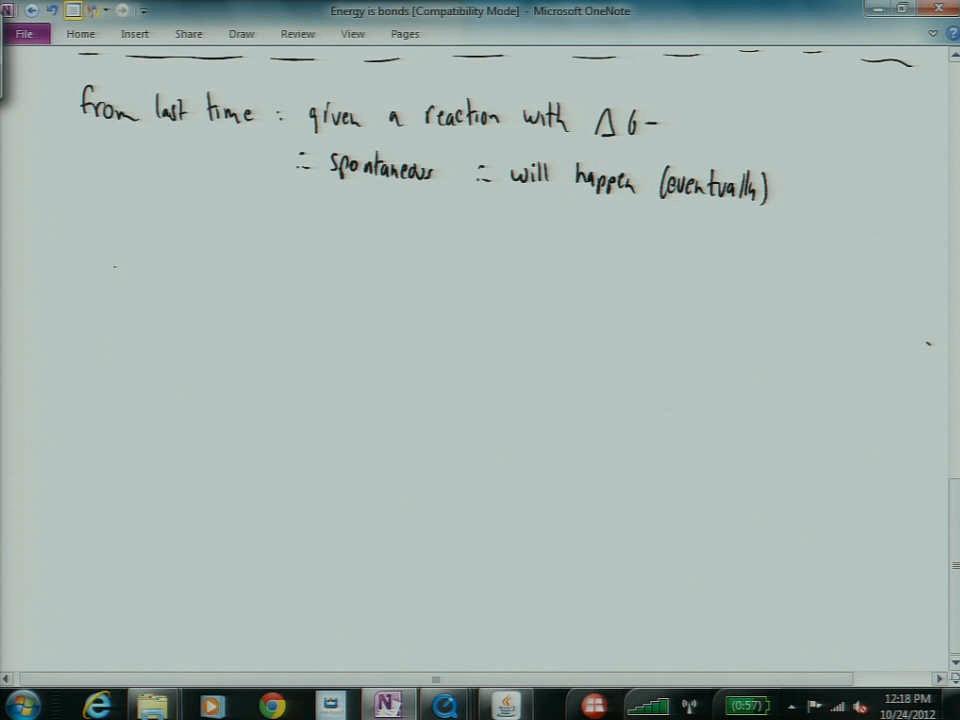 Energy is bonds [Compatibility Mode] - Microsoft OneNote
File Home Insert Share Draw Review View Pages
from last time : given a reaction with ΔG-
∴ spontaneous ∴ will happen (eventually)
(0:57)
12:18 PM
10/24/2012